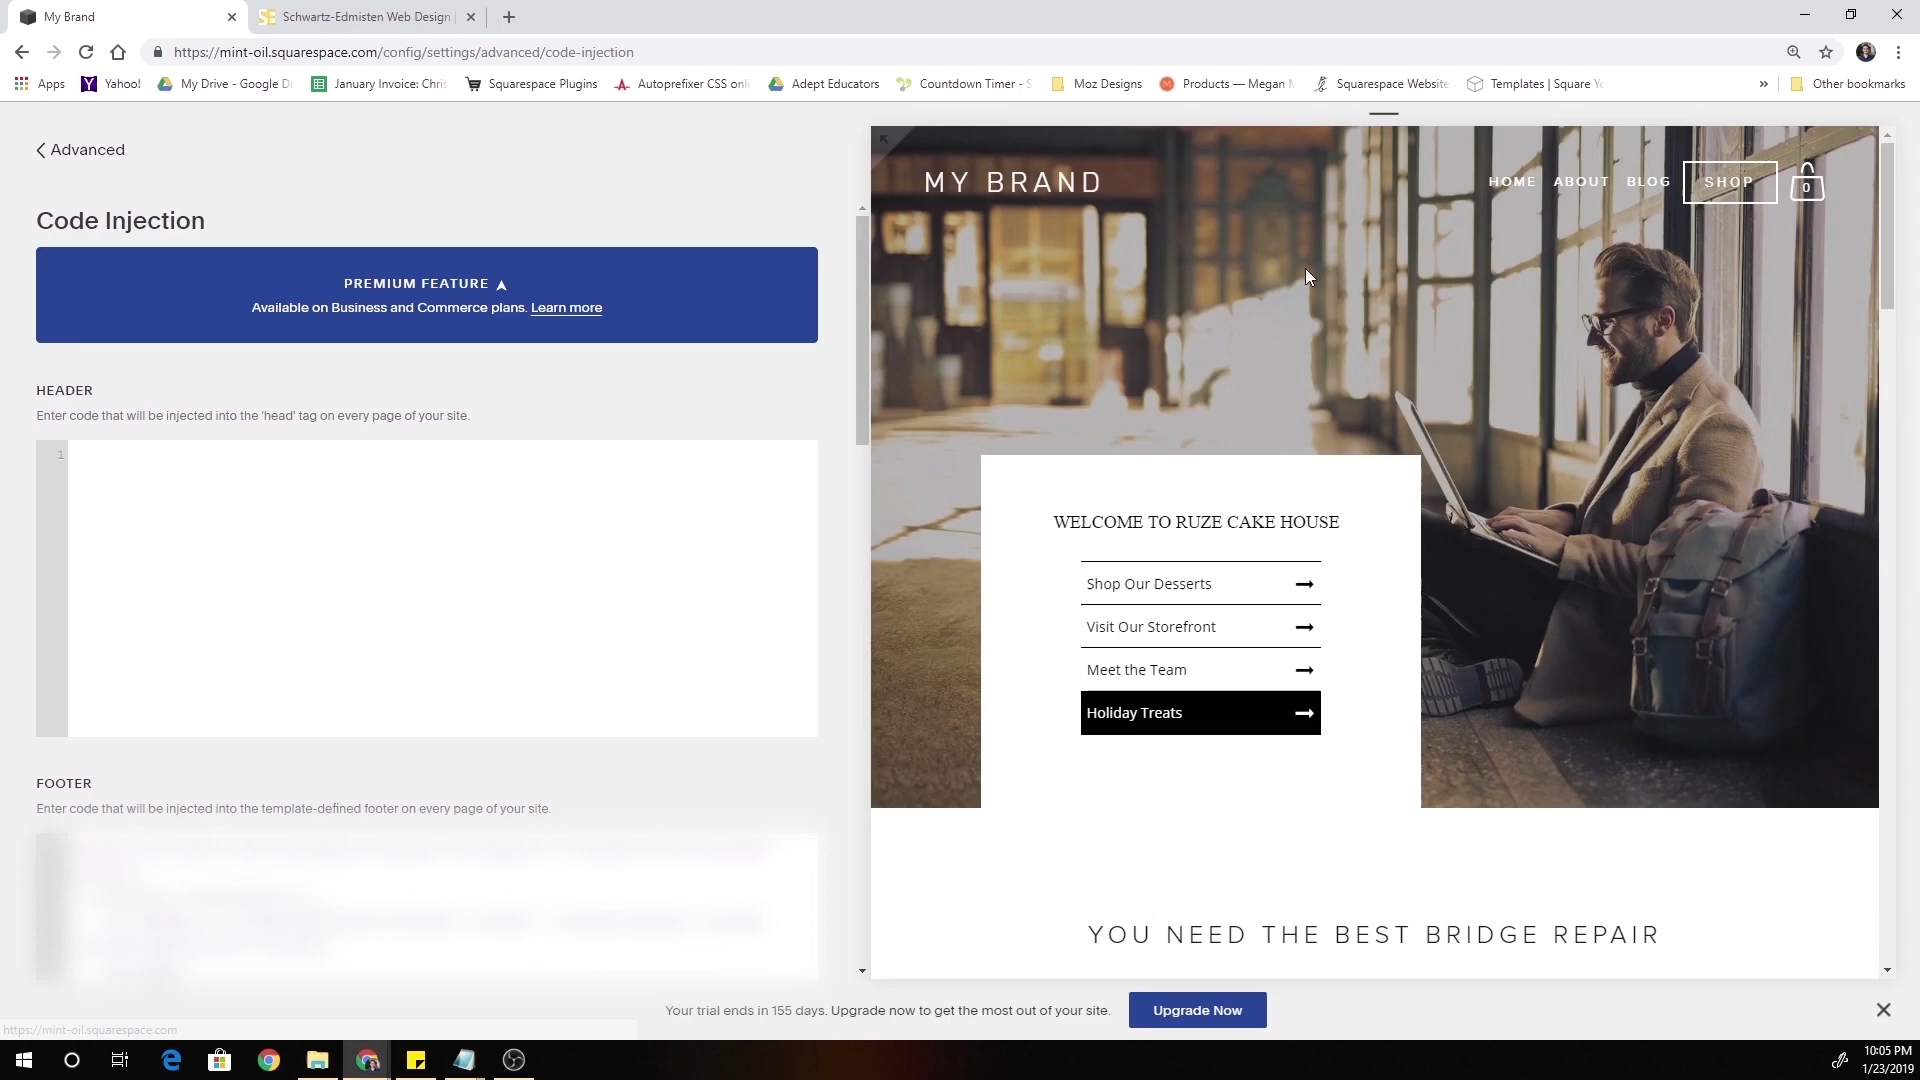 My Brand
Schwartz-Edmisten Web Design |
https://mint-oil.squarespace.com/config/settings/advanced/code-injection
Apps
Yahoo!
My Drive - Google Dr
January Invoice: Chris
Squarespace Plugins
Autoprefixer CSS onli
Adept Educators
Countdown Timer - S
Moz Designs
Products — Megan M
Squarespace Website
Templates | Square Yo
»
Other bookmarks
Advanced
Code Injection
PREMIUM FEATURE
Available on Business and Commerce plans. Learn more
HEADER
Enter code that will be injected into the 'head' tag on every page of your site.
1
FOOTER
Enter code that will be injected into the template-defined footer on every page of your site.
MY BRAND
HOME ABOUT BLOG SHOP 0
WELCOME TO RUZE CAKE HOUSE
Shop Our Desserts
Visit Our Storefront
Meet the Team
Holiday Treats
YOU NEED THE BEST BRIDGE REPAIR
Your trial ends in 155 days. Upgrade now to get the most out of your site.
Upgrade Now
https://mint-oil.squarespace.com
10:05 PM
1/23/2019